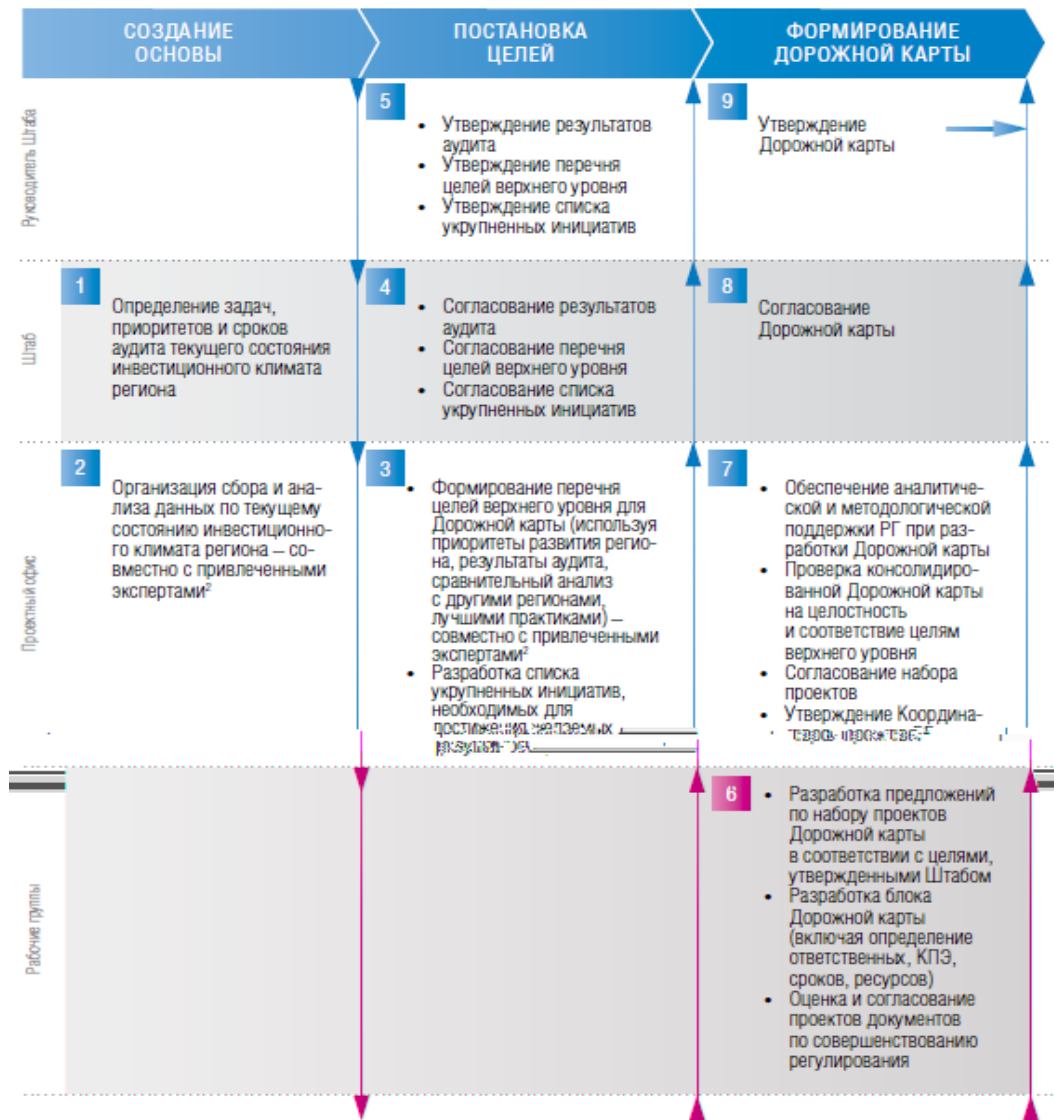 СОЗДАНИЕ
ОСНОВЫ
ПОСТАНОВКА
ЦЕЛЕЙ
ФОРМИРОВАНИЕ
ДОРОЖНОЙ КАРТЫ
Руководитель Штаба
5
• Утверждение результатов
аудита
• Утверждение перечня
целей верхнего уровня
• Утверждение списка
укрупненных инициатив
9
Утверждение
Дорожной карты
Штаб
1
Определение задач,
приоритетов и сроков
аудита текущего состояния
инвестиционного климата
региона
4
• Согласование результатов
аудита
• Согласование перечня
целей верхнего уровня
• Согласование списка
укрупненных инициатив
8
Согласование
Дорожной карты
Проектный офис
2
Организация сбора и ана-
лиза данных по текущему
состоянию инвестиционно-
го климата региона – со-
вместно с привлеченными
экспертами²
3
• Формирование перечня
целей верхнего уровня для
Дорожной карты (используя
приоритеты развития регио-
на, результаты аудита,
сравнительный анализ
с другими регионами,
лучшими практиками) –
совместно с привлеченными
экспертами²
• Разработка списка
укрупненных инициатив,
необходимых для
7
• Обеспечение аналитиче-
ской и методологической
поддержки РГ при раз-
работки Дорожной карты
• Проверка консолидиро-
ванной Дорожной карты
на целостность
и соответствие целям
верхнего уровня
• Согласование набора
проектов
• Утверждение Координа-
Рабочие группы
6
• Разработка предложений
по набору проектов
Дорожной карты
в соответствии с целями,
утвержденными Штабом
• Разработка блока
Дорожной карты
(включая определение
ответственных, КПЭ,
сроков, ресурсов)
• Оценка и согласование
проектов документов
по совершенствованию
регулирования